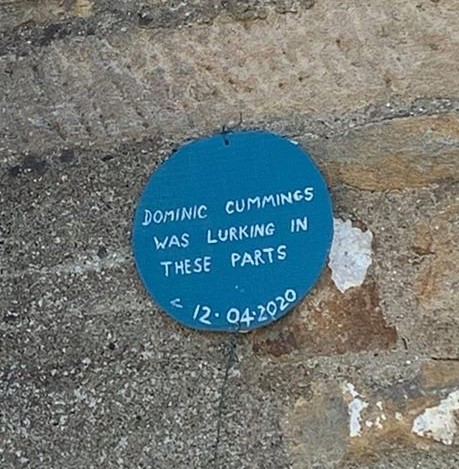 DOMINIC CUMMINGS
WAS LURKING IN
THESE PARTS
< 12.04.2020